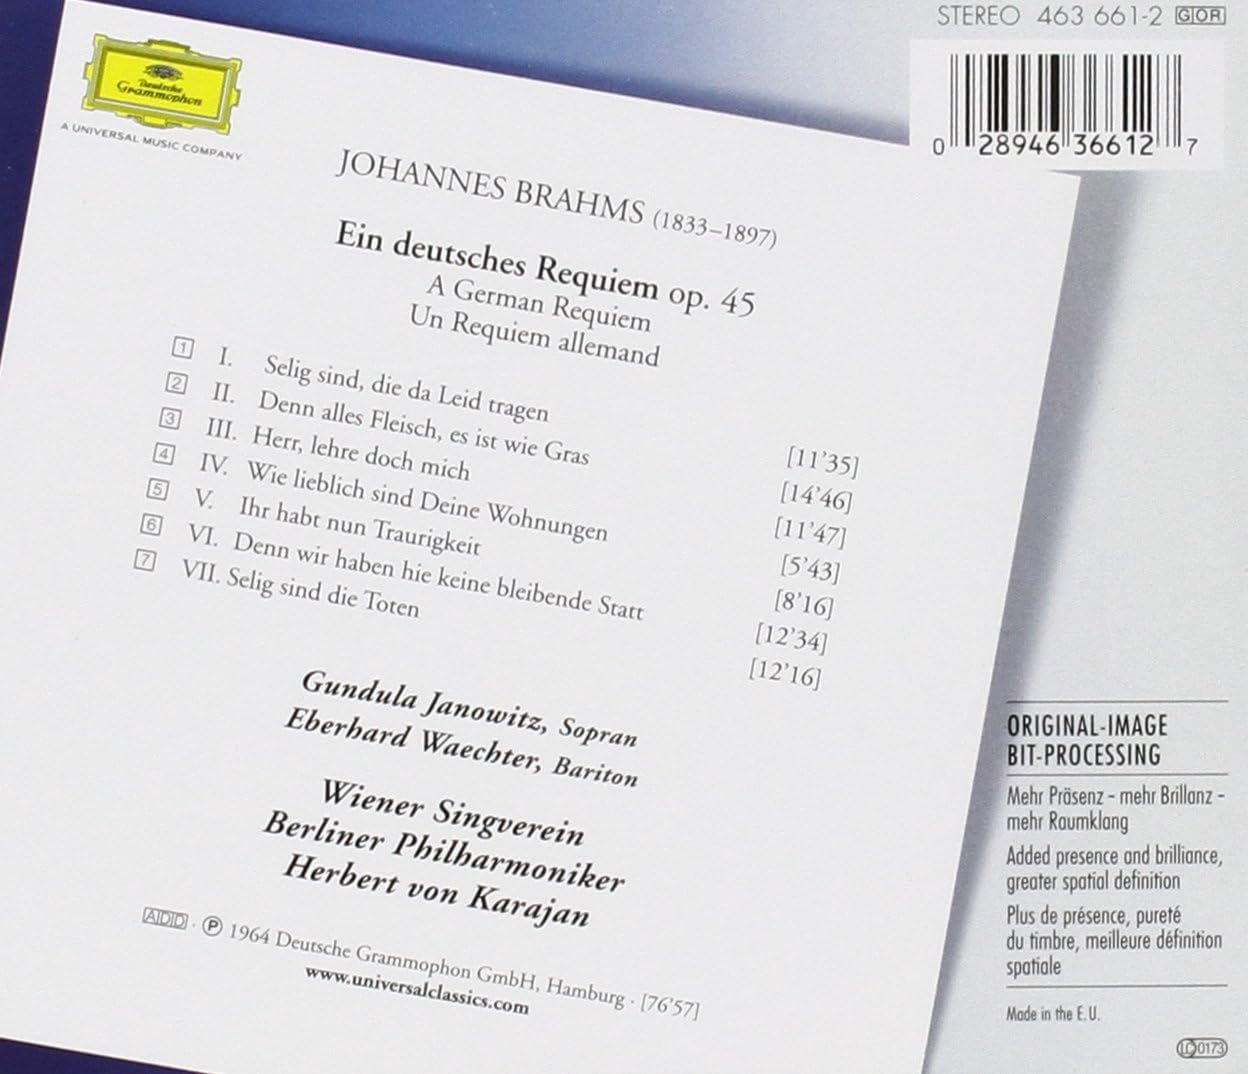 STEREO 463 661-2 GOR
0 28946 36612 7
Deutsche
Grammophon
A UNIVERSAL MUSIC COMPANY
JOHANNES BRAHMS (1833–1897)
Ein deutsches Requiem op. 45
A German Requiem
Un Requiem allemand
1 I. Selig sind, die da Leid tragen [11'35]
2 II. Denn alles Fleisch, es ist wie Gras [14'46]
3 III. Herr, lehre doch mich [11'47]
4 IV. Wie lieblich sind Deine Wohnungen [5'43]
5 V. Ihr habt nun Traurigkeit [8'16]
6 VI. Denn wir haben hie keine bleibende Statt [12'34]
7 VII. Selig sind die Toten [12'16]
Gundula Janowitz, Sopran
Eberhard Waechter, Bariton
Wiener Singverein
Berliner Philharmoniker
Herbert von Karajan
ADD · ℗ 1964 Deutsche Grammophon GmbH, Hamburg · [76'57]
www.universalclassics.com
ORIGINAL-IMAGE
BIT-PROCESSING
Mehr Präsenz – mehr Brillanz –
mehr Raumklang
Added presence and brilliance,
greater spatial definition
Plus de présence, pureté
du timbre, meilleure définition
spatiale
Made in the E.U.
LC 0173